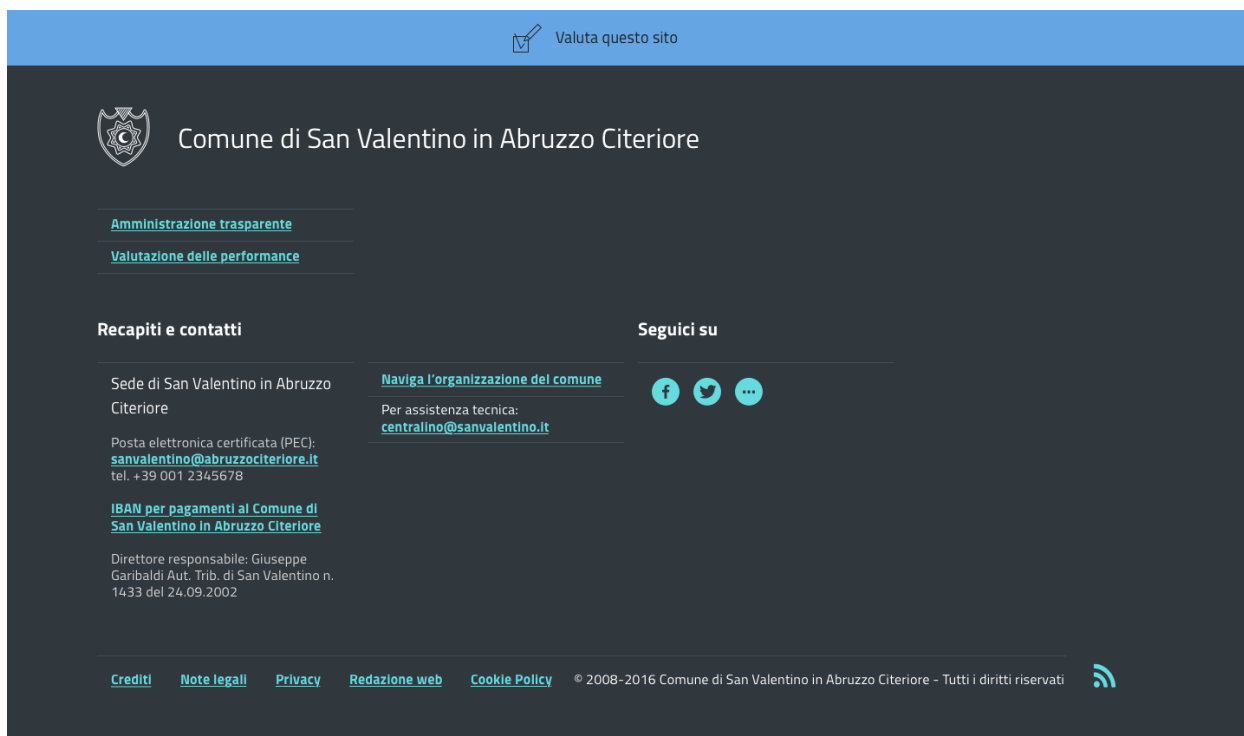 Valuta questo sito
Comune di San Valentino in Abruzzo Citeriore
Amministrazione trasparente
Valutazione delle performance
Recapiti e contatti
Sede di San Valentino in Abruzzo
Citeriore
Posta elettronica certificata (PEC):
sanvalentino@abruzzociteriore.it
tel. +39 001 2345678
IBAN per pagamenti al Comune di
San Valentino in Abruzzo Citeriore
Direttore responsabile: Giuseppe
Garibaldi Aut. Trib. di San Valentino n.
1433 del 24.09.2002
Naviga l'organizzazione del comune
Per assistenza tecnica:
centralino@sanvalentino.it
Seguici su
Crediti Note legali Privacy Redazione web Cookie Policy © 2008-2016 Comune di San Valentino in Abruzzo Citeriore - Tutti i diritti riservati